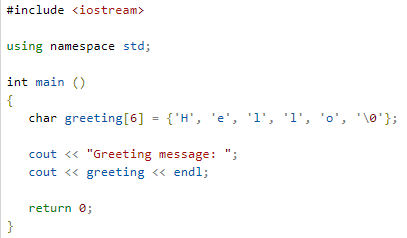 #include <iostream>
using namespace std;
int main ()
{
char greeting[6] = {'H', 'e', 'l', 'l', 'o', '\0'};
cout << "Greeting message: ";
cout << greeting << endl;
return 0;
}